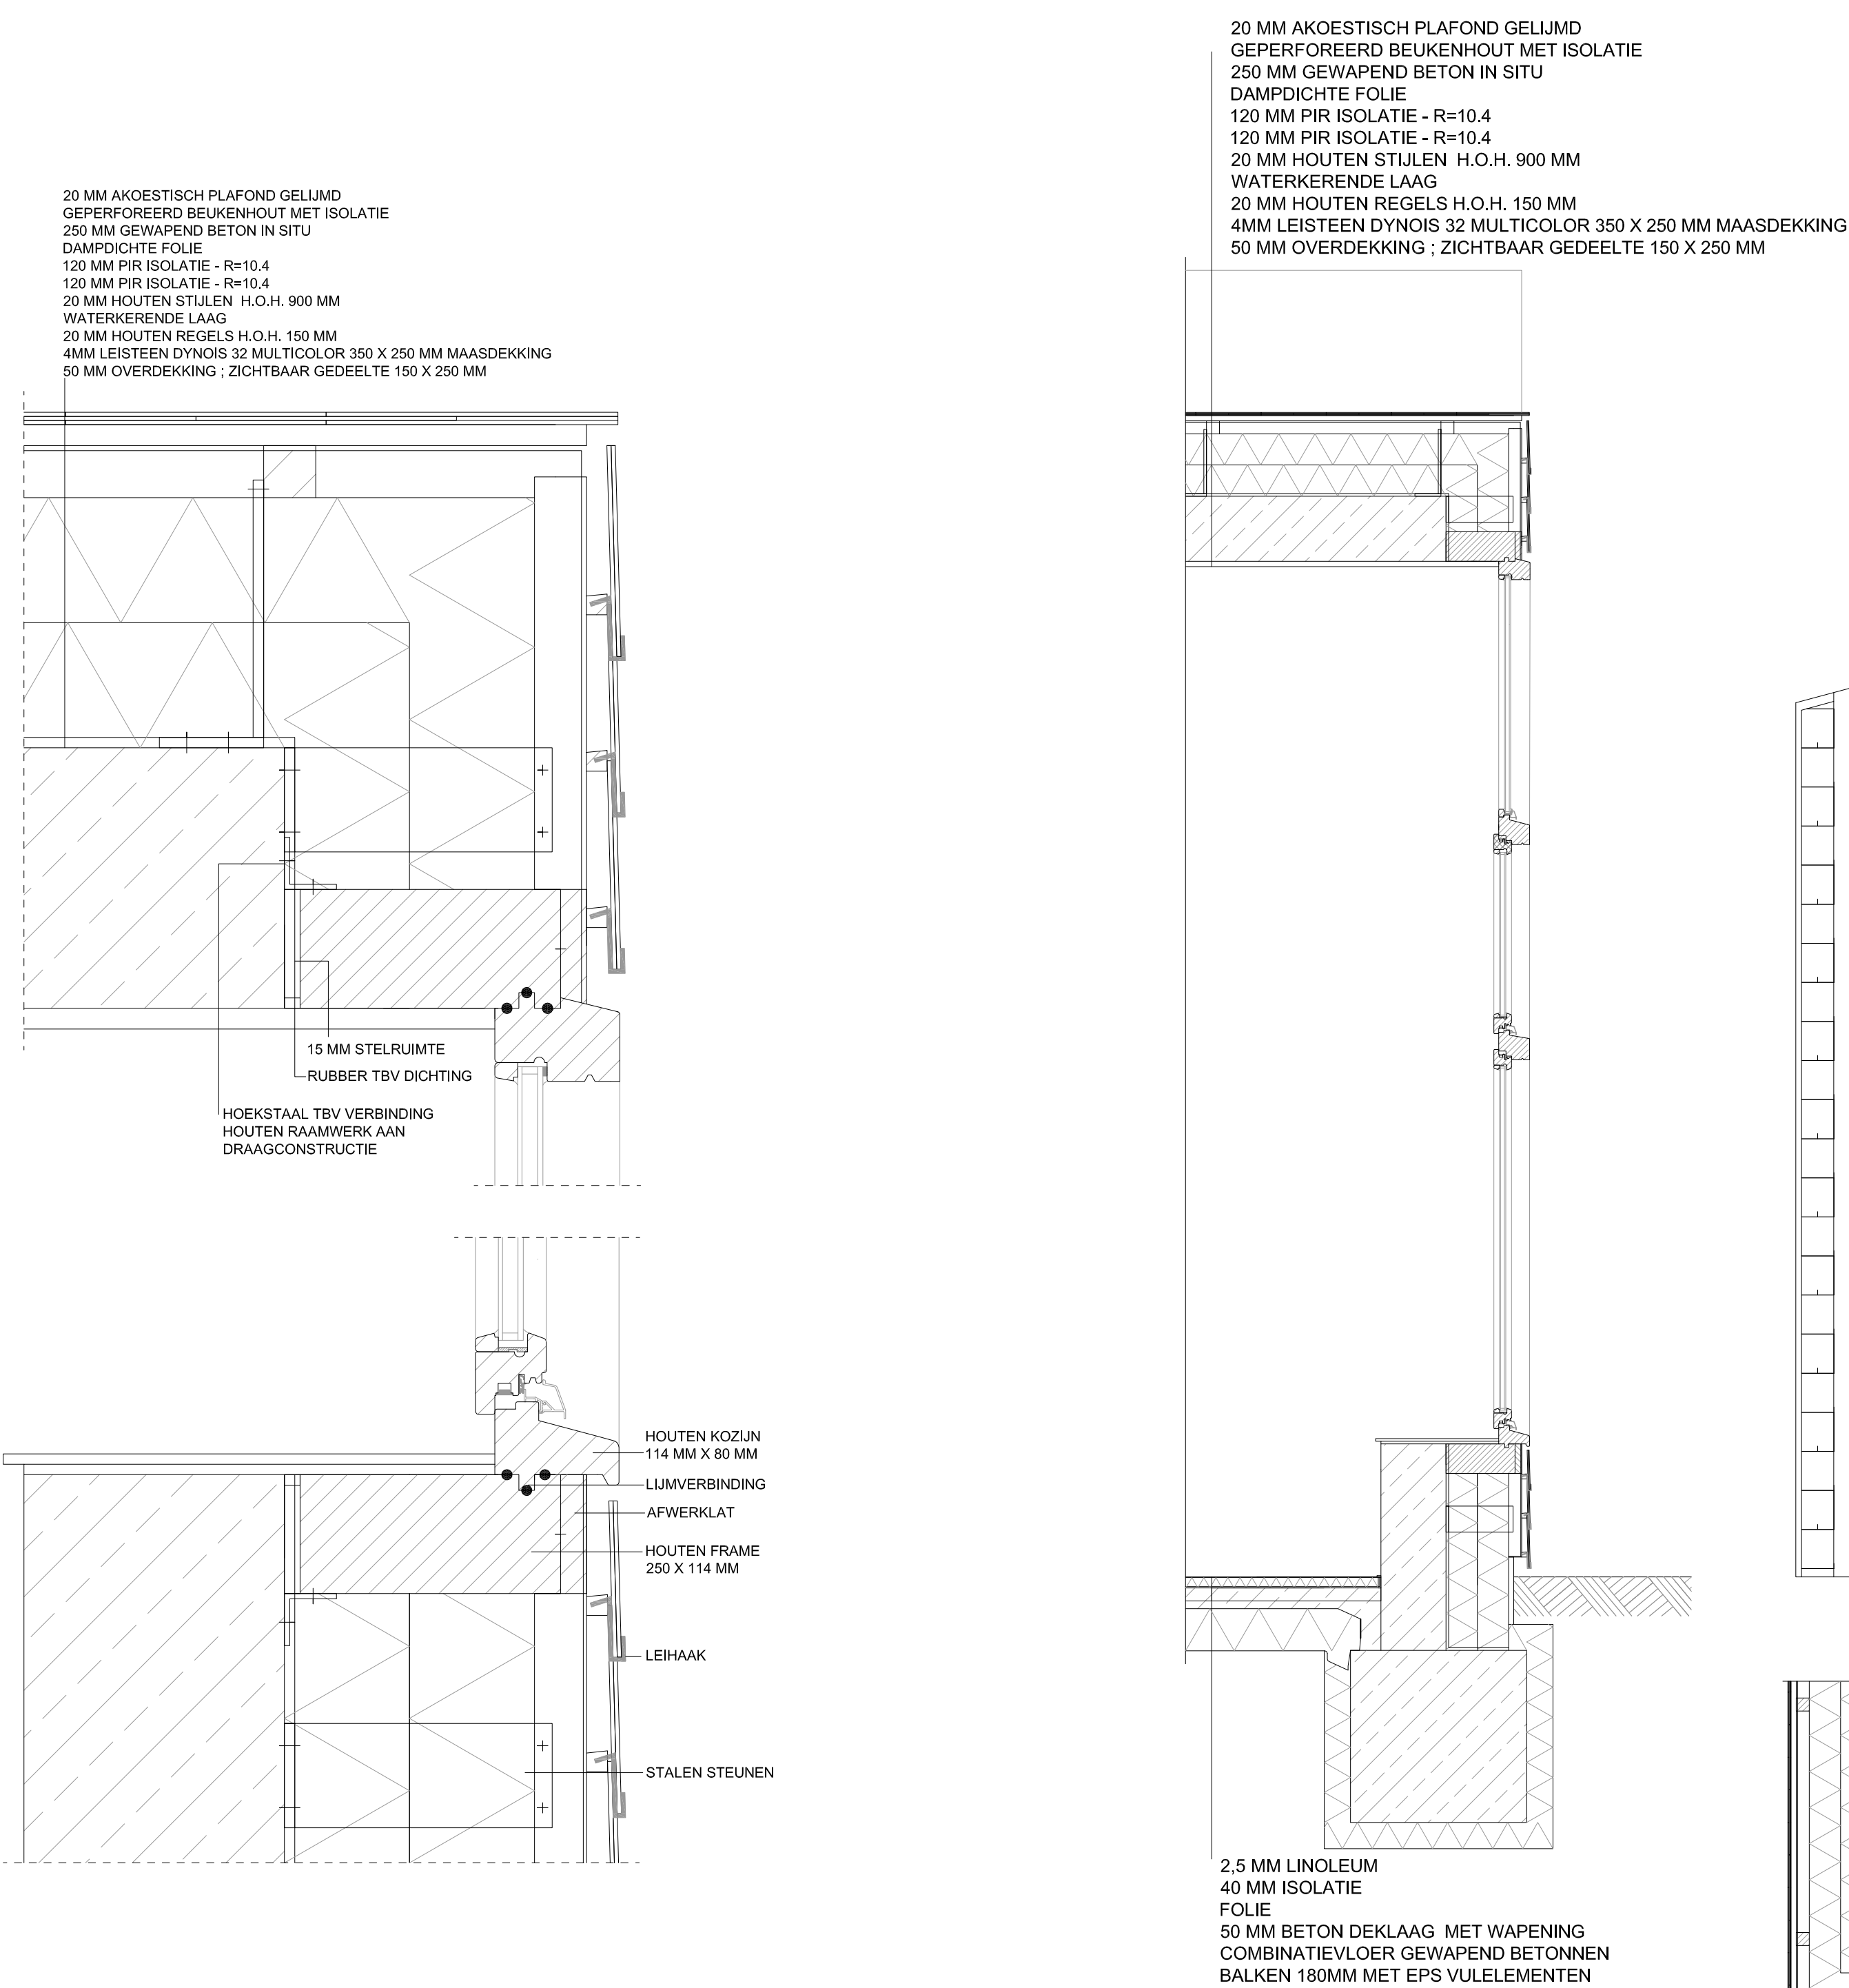 20 MM AKOESTISCH PLAFOND GELIJMD
GEPERFOREERD BEUKENHOUT MET ISOLATIE
250 MM GEWAPEND BETON IN SITU
DAMPDICHTE FOLIE
120 MM PIR ISOLATIE - R=10.4
120 MM PIR ISOLATIE - R=10.4
20 MM HOUTEN STIJLEN H.O.H. 900 MM
WATERKERENDE LAAG
20 MM HOUTEN REGELS H.O.H. 150 MM
4MM LEISTEEN DYNOIS 32 MULTICOLOR 350 X 250 MM MAASDEKKING
50 MM OVERDEKKING ; ZICHTBAAR GEDEELTE 150 X 250 MM
15 MM STELRUIMTE
RUBBER TBV DICHTING
HOEKSTAAL TBV VERBINDING
HOUTEN RAAMWERK AAN
DRAAGCONSTRUCTIE
HOUTEN KOZIJN
114 MM X 80 MM
LIJMVERBINDING
AFWERKLAT
HOUTEN FRAME
250 X 114 MM
LEIHAAK
STALEN STEUNEN
20 MM AKOESTISCH PLAFOND GELIJMD
GEPERFOREERD BEUKENHOUT MET ISOLATIE
250 MM GEWAPEND BETON IN SITU
DAMPDICHTE FOLIE
120 MM PIR ISOLATIE - R=10.4
120 MM PIR ISOLATIE - R=10.4
20 MM HOUTEN STIJLEN H.O.H. 900 MM
WATERKERENDE LAAG
20 MM HOUTEN REGELS H.O.H. 150 MM
4MM LEISTEEN DYNOIS 32 MULTICOLOR 350 X 250 MM MAASDEKKING
50 MM OVERDEKKING ; ZICHTBAAR GEDEELTE 150 X 250 MM
2,5 MM LINOLEUM
40 MM ISOLATIE
FOLIE
50 MM BETON DEKLAAG MET WAPENING
COMBINATIEVLOER GEWAPEND BETONNEN
BALKEN 180MM MET EPS VULELEMENTEN